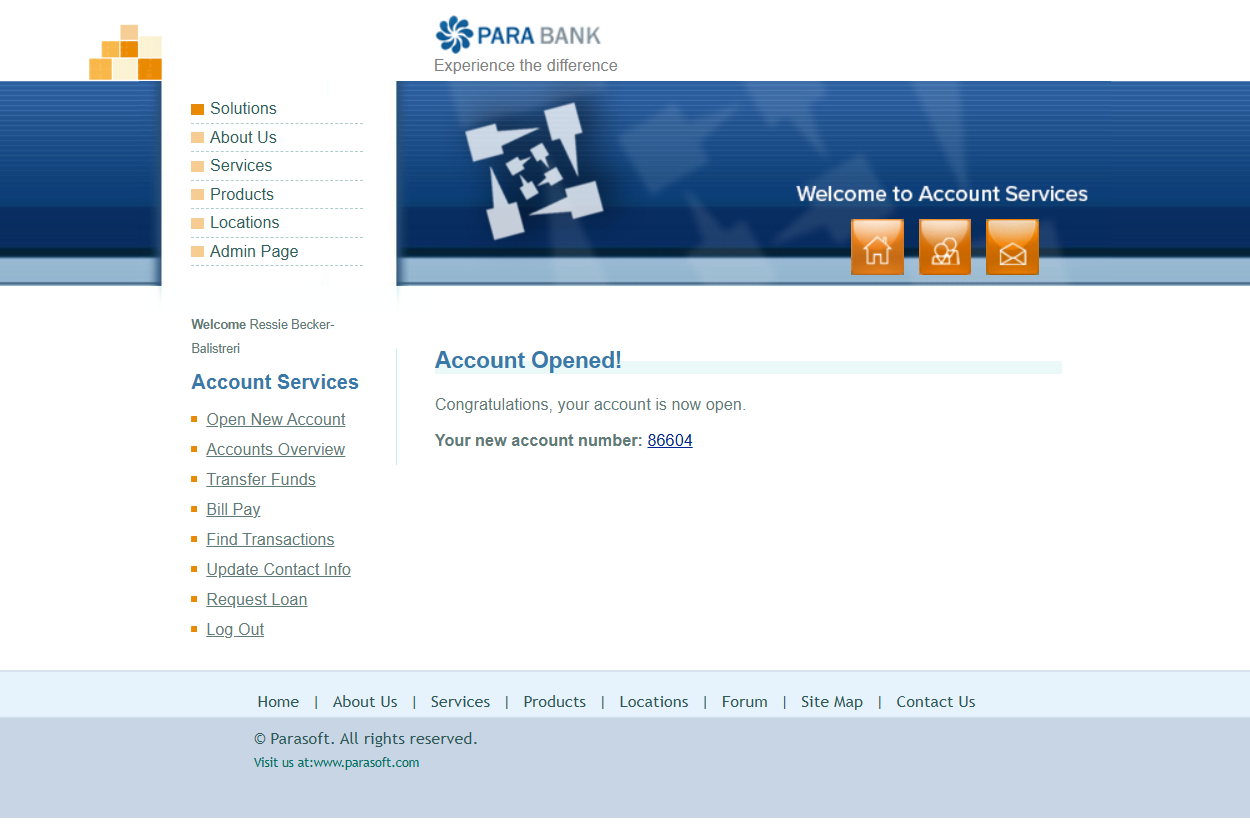 PARA BANK
Experience the difference
Solutions
About Us
Services
Products
Locations
Admin Page
Welcome to Account Services
Welcome Ressie Becker-
Balistreri
Account Services
Open New Account
Accounts Overview
Transfer Funds
Bill Pay
Find Transactions
Update Contact Info
Request Loan
Log Out
Account Opened!
Congratulations, your account is now open.
Your new account number: 86604
Home | About Us | Services | Products | Locations | Forum | Site Map | Contact Us
© Parasoft. All rights reserved.
Visit us at:www.parasoft.com